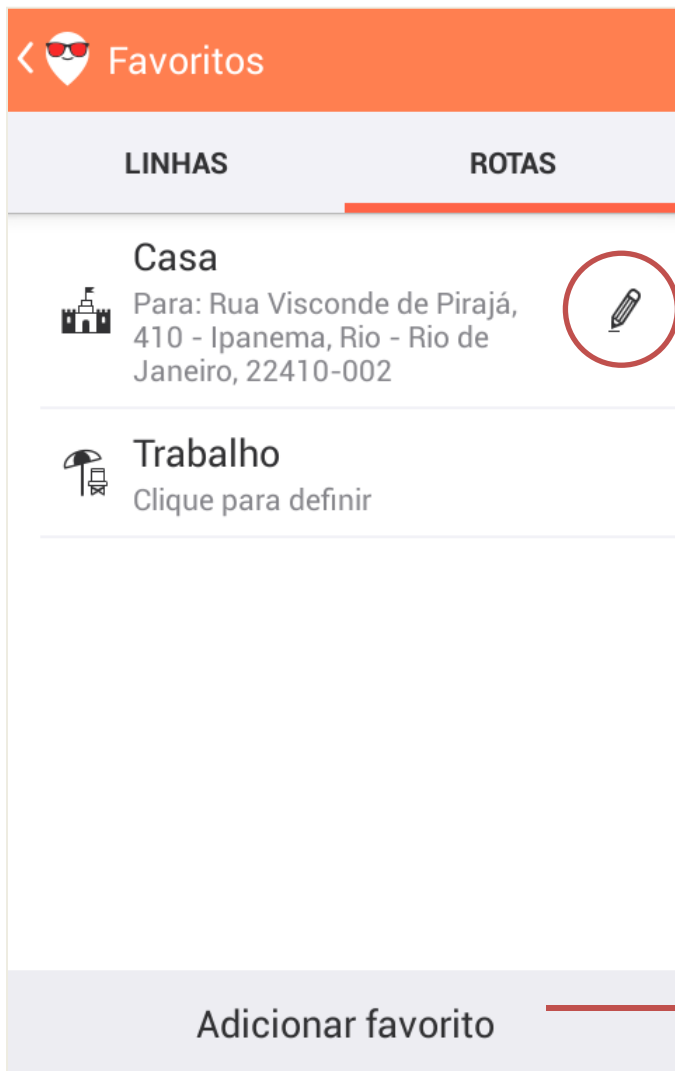 Favoritos
LINHAS ROTAS
Casa
Para: Rua Visconde de Pirajá,
410 - Ipanema, Rio - Rio de
Janeiro, 22410-002
Trabalho
Clique para definir
Adicionar favorito